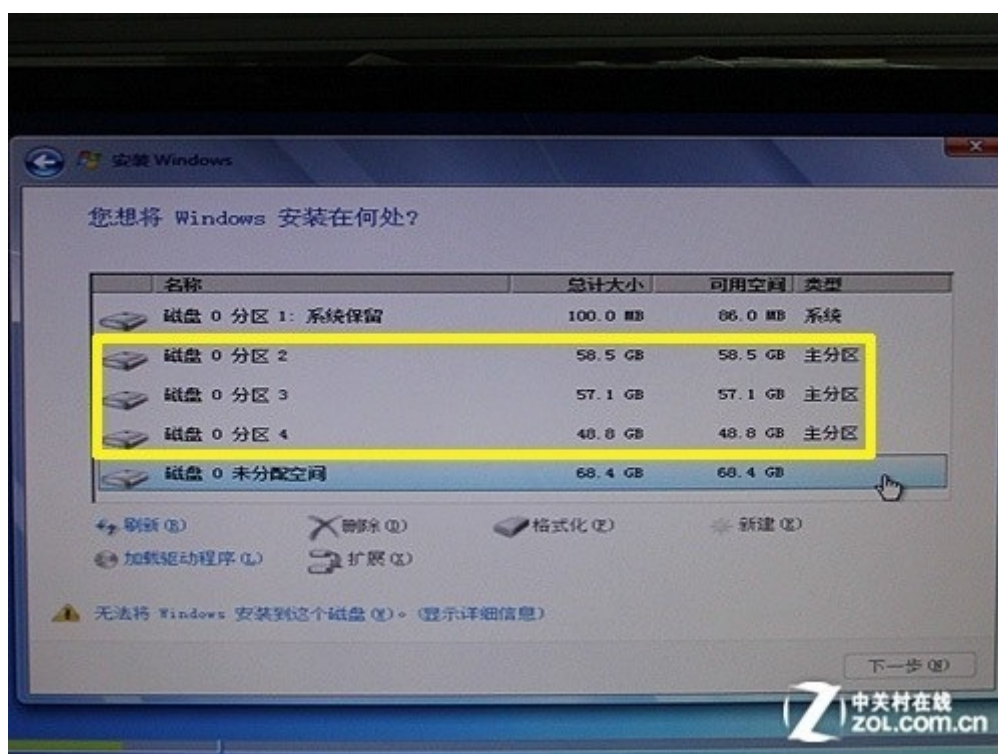 安装 Windows
您想将 Windows 安装在何处?
名称 总计大小 可用空间 类型
磁盘 0 分区 1: 系统保留 100.0 MB 86.0 MB 系统
磁盘 0 分区 2 58.5 GB 58.5 GB 主分区
磁盘 0 分区 3 57.1 GB 57.1 GB 主分区
磁盘 0 分区 4 48.8 GB 48.8 GB 主分区
磁盘 0 未分配空间 68.4 GB 68.4 GB
刷新(R) 删除(D) 格式化(F) 新建(E)
加载驱动程序(L) 扩展(X)
无法将 Windows 安装到这个磁盘(W)。(显示详细信息)
下一步(N)
中关村在线
ZOL.COM.CN